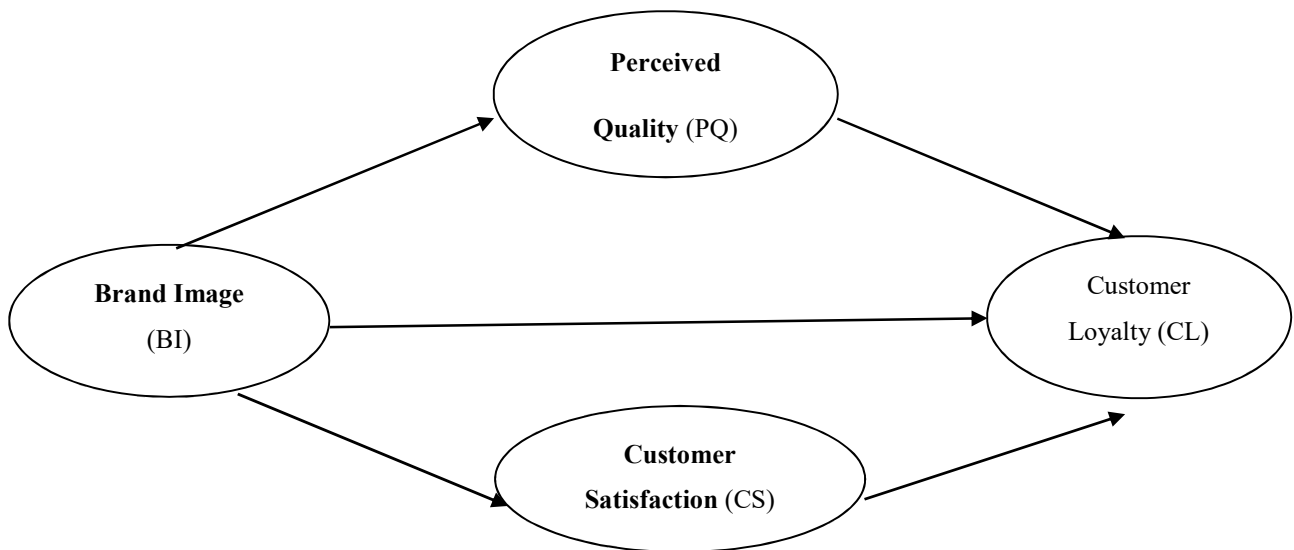 Perceived
Quality (PQ)
Brand Image
(BI)
Customer
Loyalty (CL)
Customer
Satisfaction (CS)